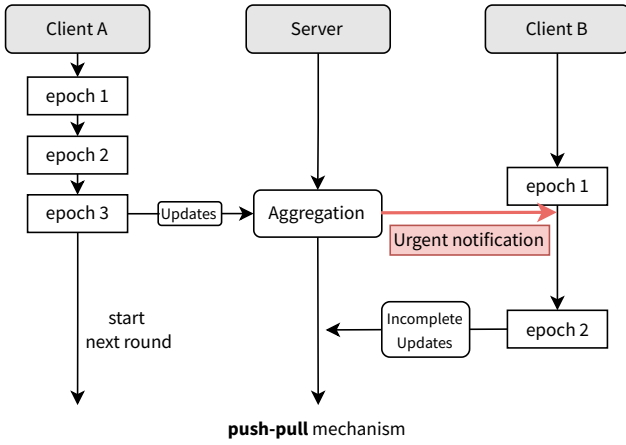 Client A
Server
Client B
epoch 1
epoch 2
epoch 1
epoch 3
Updates
Aggregation
Urgent notification
start
next round
Incomplete
Updates
epoch 2
push-pull mechanism